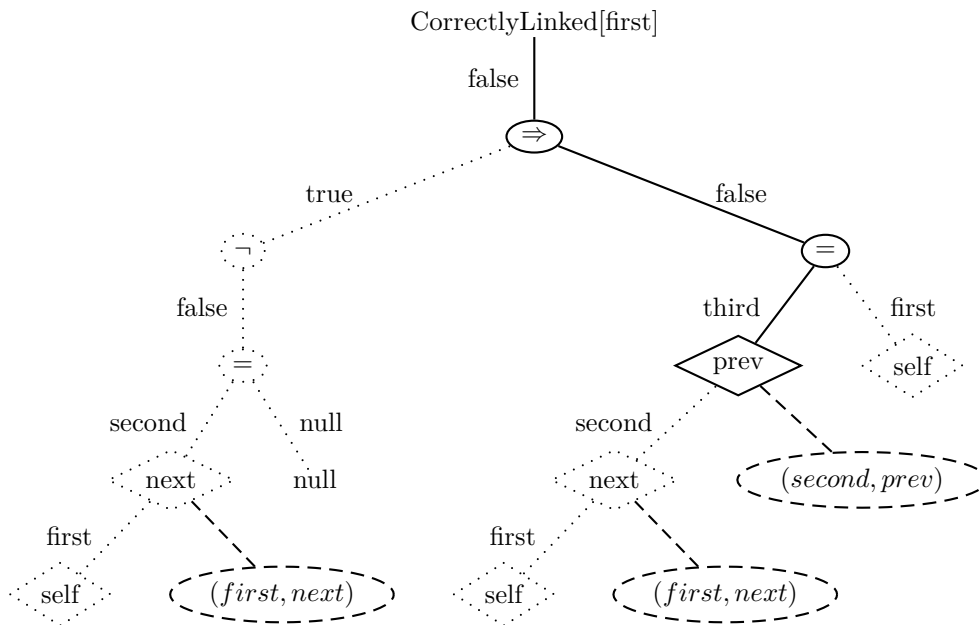 CorrectlyLinked[first]
false
⇒
true
false
¬
=
false
third
first
=
prev
self
second
null
second
next
null
next
(second, prev)
first
first
self
(first, next)
self
(first, next)